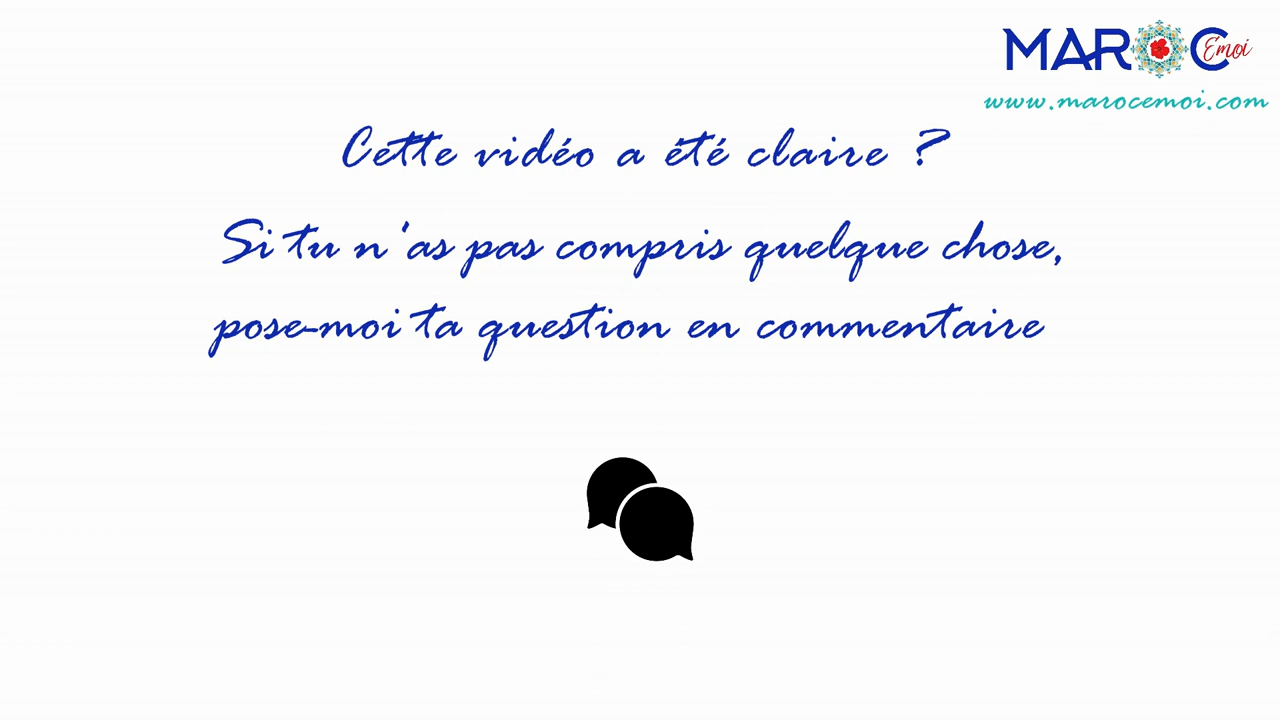 MAROC Emoi
www.marocemoi.com
Cette vidéo a été claire ?
Si tu n'as pas compris quelque chose,
pose-moi ta question en commentaire